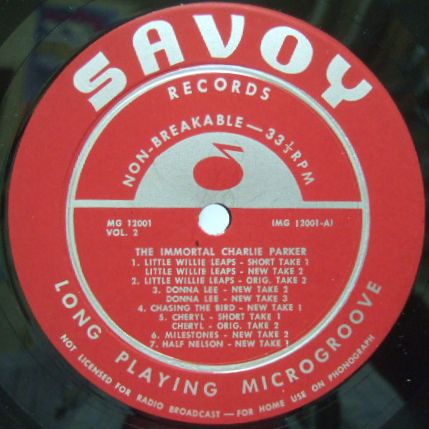 SAVOY
RECORDS
NON-BREAKABLE — 33⅓ RPM
MG 12001
VOL. 2
(MG 12001-A)
THE IMMORTAL CHARLIE PARKER
1. LITTLE WILLIE LEAPS - SHORT TAKE 1
LITTLE WILLIE LEAPS - NEW TAKE 2
2. LITTLE WILLIE LEAPS - ORIG. TAKE 3
3. DONNA LEE - NEW TAKE 2
DONNA LEE - NEW TAKE 3
4. CHASING THE BIRD - NEW TAKE 1
5. CHERYL - SHORT TAKE 1
CHERYL - ORIG. TAKE 2
6. MILESTONES - NEW TAKE 2
7. HALF NELSON - NEW TAKE 1
LONG PLAYING MICROGROOVE
NOT LICENSED FOR RADIO BROADCAST — FOR HOME USE ON PHONOGRAPH